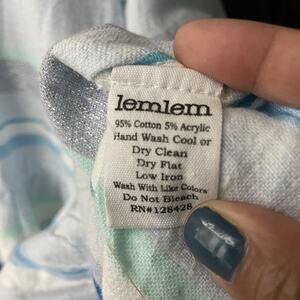 lemlem
95% Cotton 5% Acrylic
Hand Wash Cool or
Dry Clean
Dry Flat
Low Iron
Wash With Like Colors
Do Not Bleach
RN#128428